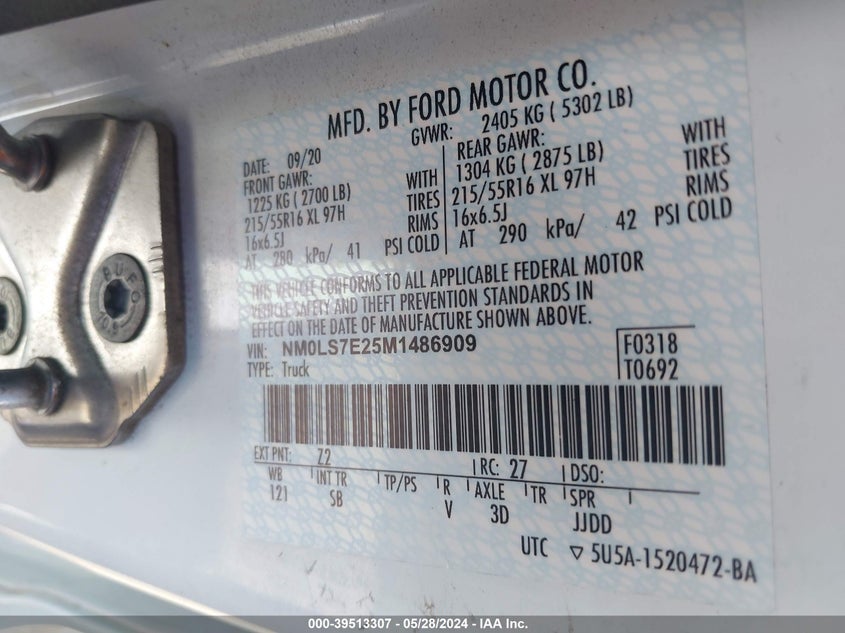 MFD. BY FORD MOTOR CO.
DATE: 09/20 GVWR: 2405 KG ( 5302 LB)
FRONT GAWR: REAR GAWR:
1225 KG ( 2700 LB) WITH 1304 KG ( 2875 LB) WITH
215/55R16 XL 97H TIRES 215/55R16 XL 97H TIRES
16x6.5J RIMS 16x6.5J RIMS
AT 280 kPa/ 41 PSI COLD AT 290 kPa/ 42 PSI COLD
THIS VEHICLE CONFORMS TO ALL APPLICABLE FEDERAL MOTOR
VEHICLE SAFETY AND THEFT PREVENTION STANDARDS IN
EFFECT ON THE DATE OF MANUFACTURE SHOWN ABOVE.
VIN: NM0LS7E25M1486909 F0318
TYPE: Truck T0692
EXT PNT: Z2 RC: 27 DSO:
WB INT TR TP/PS R AXLE TR SPR
121 SB V 3D JJDD
UTC ▽ 5U5A-1520472-BA
000-39513307 - 05/28/2024 - IAA Inc.